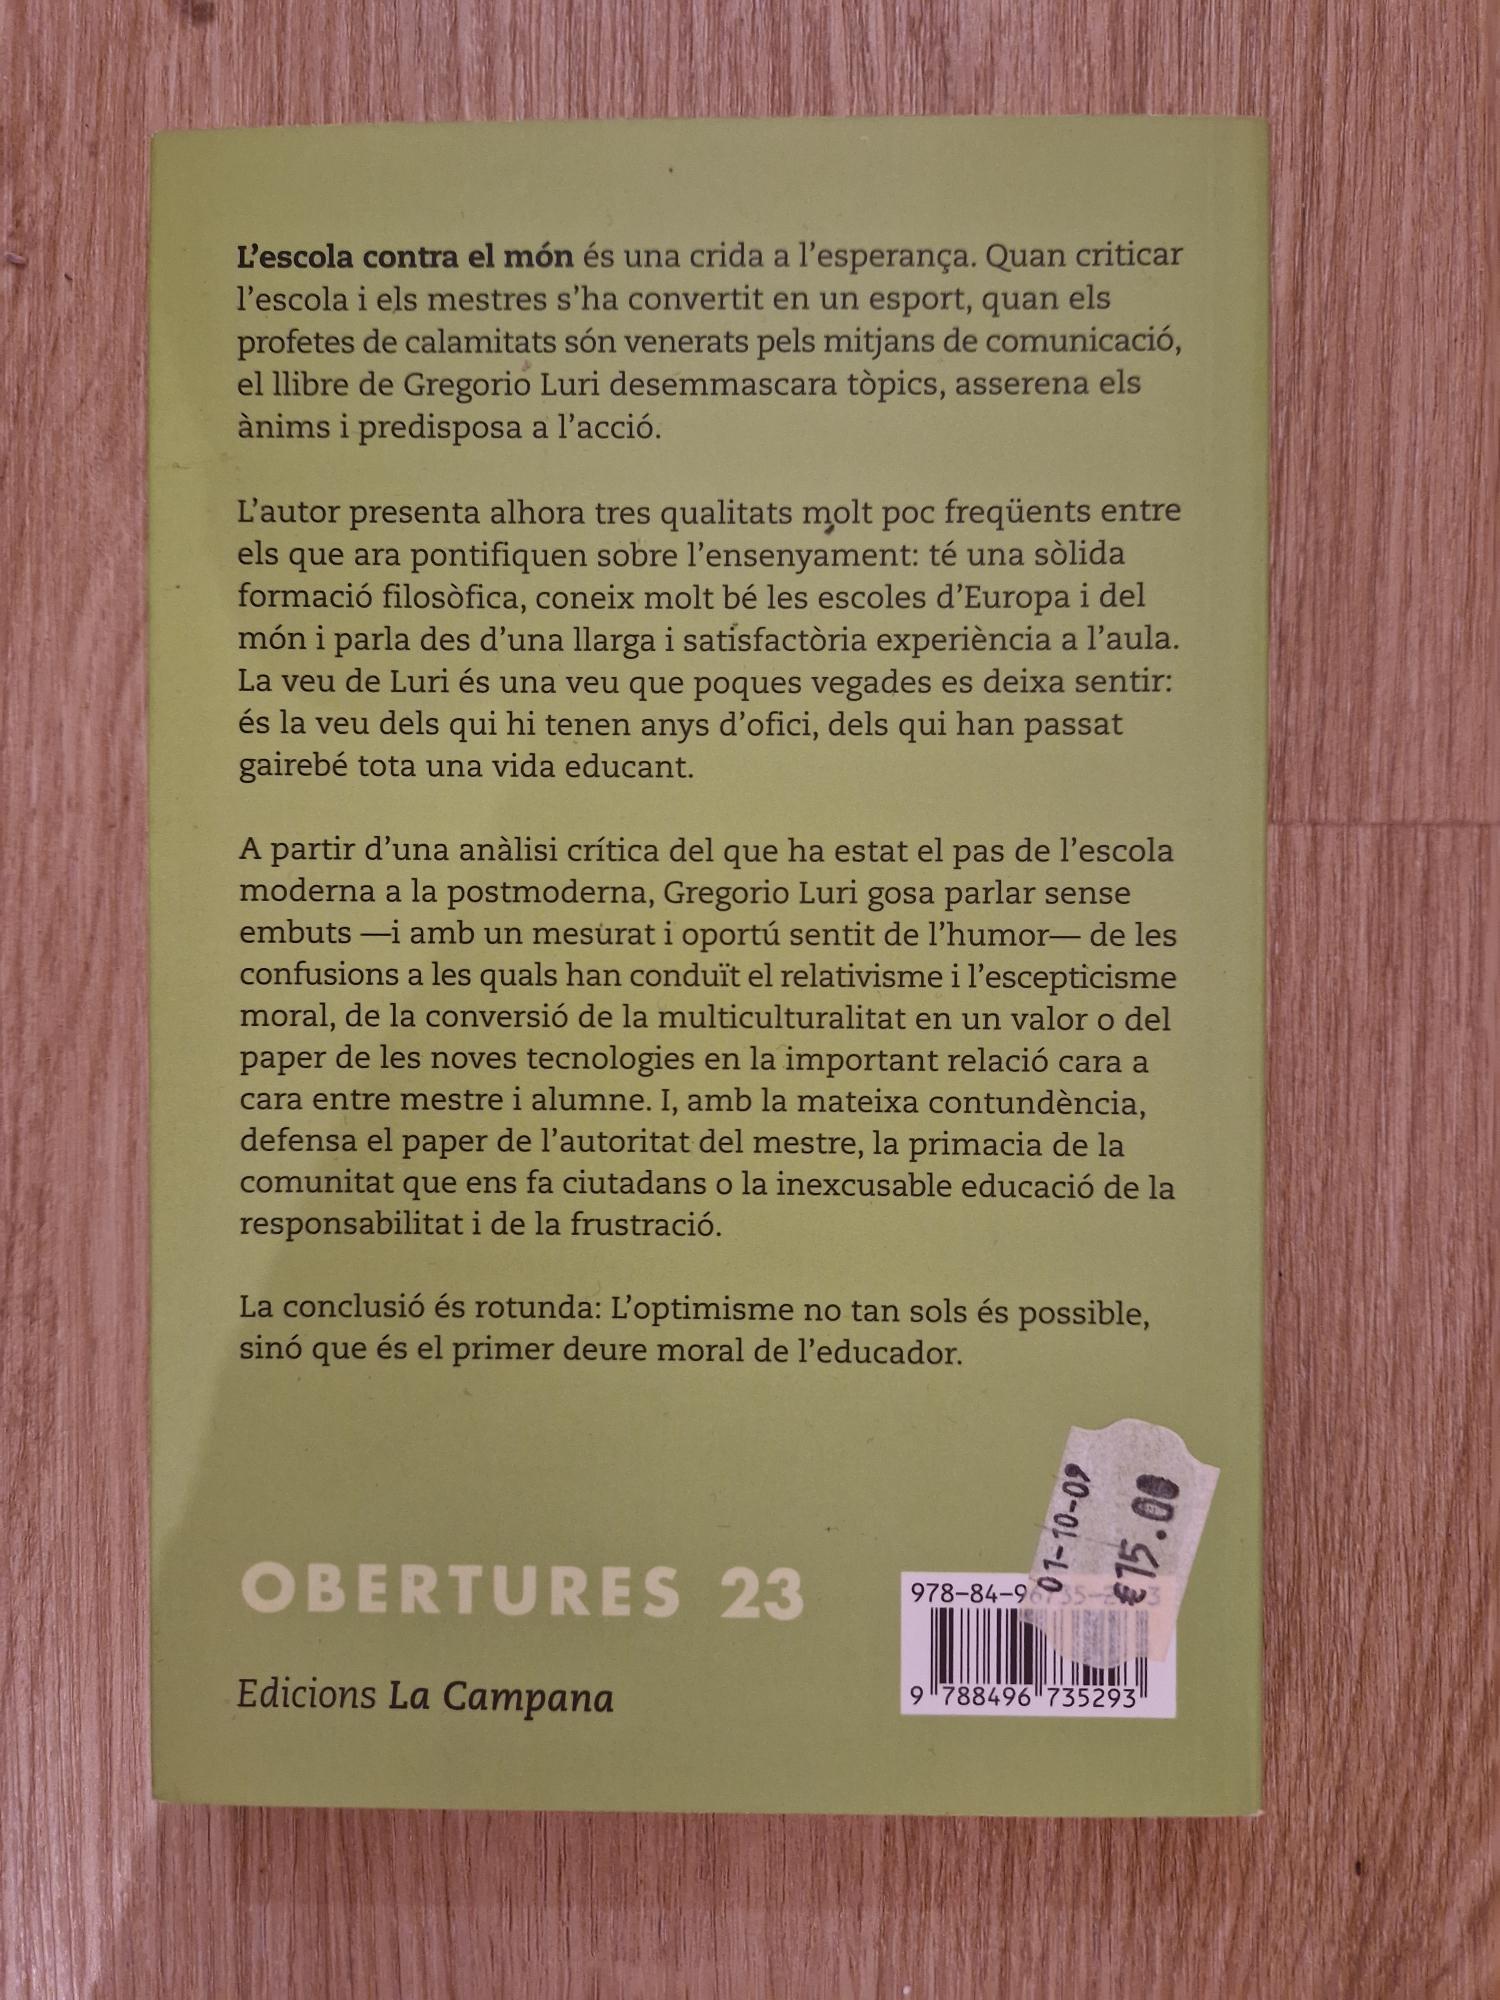 L'escola contra el món és una crida a l'esperança. Quan criticar
l'escola i els mestres s'ha convertit en un esport, quan els
profetes de calamitats són venerats pels mitjans de comunicació,
el llibre de Gregorio Luri desemmascara tòpics, asserena els
ànims i predisposa a l'acció.
L'autor presenta alhora tres qualitats molt poc freqüents entre
els que ara pontifiquen sobre l'ensenyament: té una sòlida
formació filosòfica, coneix molt bé les escoles d'Europa i del
món i parla des d'una llarga i satisfactòria experiència a l'aula.
La veu de Luri és una veu que poques vegades es deixa sentir:
és la veu dels qui hi tenen anys d'ofici, dels qui han passat
gairebé tota una vida educant.
A partir d'una anàlisi crítica del que ha estat el pas de l'escola
moderna a la postmoderna, Gregorio Luri gosa parlar sense
embuts —i amb un mesurat i oportú sentit de l'humor— de les
confusions a les quals han conduït el relativisme i l'escepticisme
moral, de la conversió de la multiculturalitat en un valor o del
paper de les noves tecnologies en la important relació cara a
cara entre mestre i alumne. I, amb la mateixa contundència,
defensa el paper de l'autoritat del mestre, la primacia de la
comunitat que ens fa ciutadans o la inexcusable educació de la
responsabilitat i de la frustració.
La conclusió és rotunda: L'optimisme no tan sols és possible,
sinó que és el primer deure moral de l'educador.
01-10-09
€15.00
OBERTURES 23
Edicions La Campana
9 788496 735293